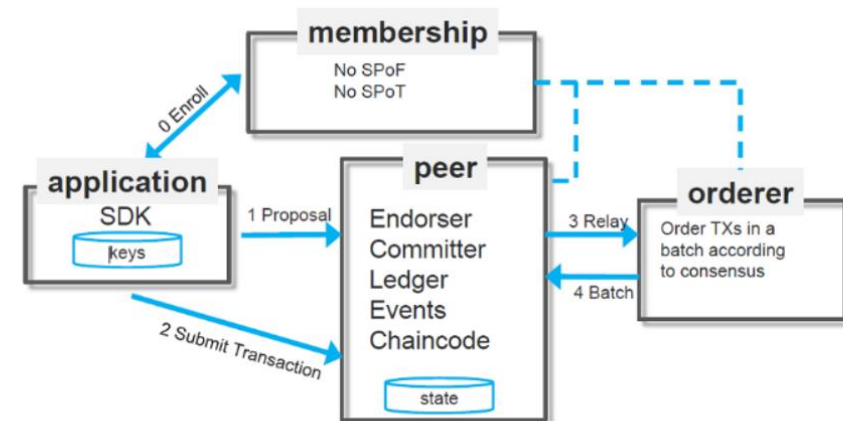 membership
No SPoF
No SPoT
0 Enroll
application
SDK
keys
1 Proposal
2 Submit Transaction
peer
Endorser
Committer
Ledger
Events
Chaincode
state
3 Relay
4 Batch
orderer
Order TXs in a
batch according
to consensus